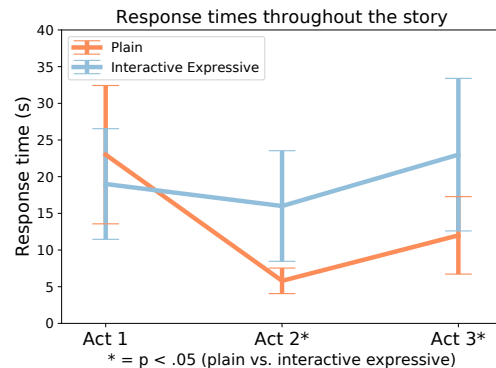 Response times throughout the story
Plain
Interactive Expressive
Response time (s)
40
35
30
25
20
15
10
5
0
Act 1 Act 2* Act 3*
* = p < .05 (plain vs. interactive expressive)